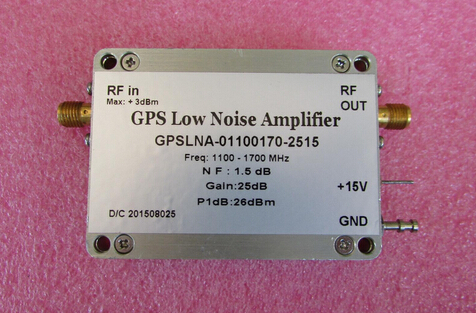 RF in
Max: + 3dBm
RF
OUT
GPS Low Noise Amplifier
GPSLNA-01100170-2515
Freq: 1100 - 1700 MHz
N F : 1.5 dB
Gain:25dB
+15V
P1dB:26dBm
D/C 201508025
GND